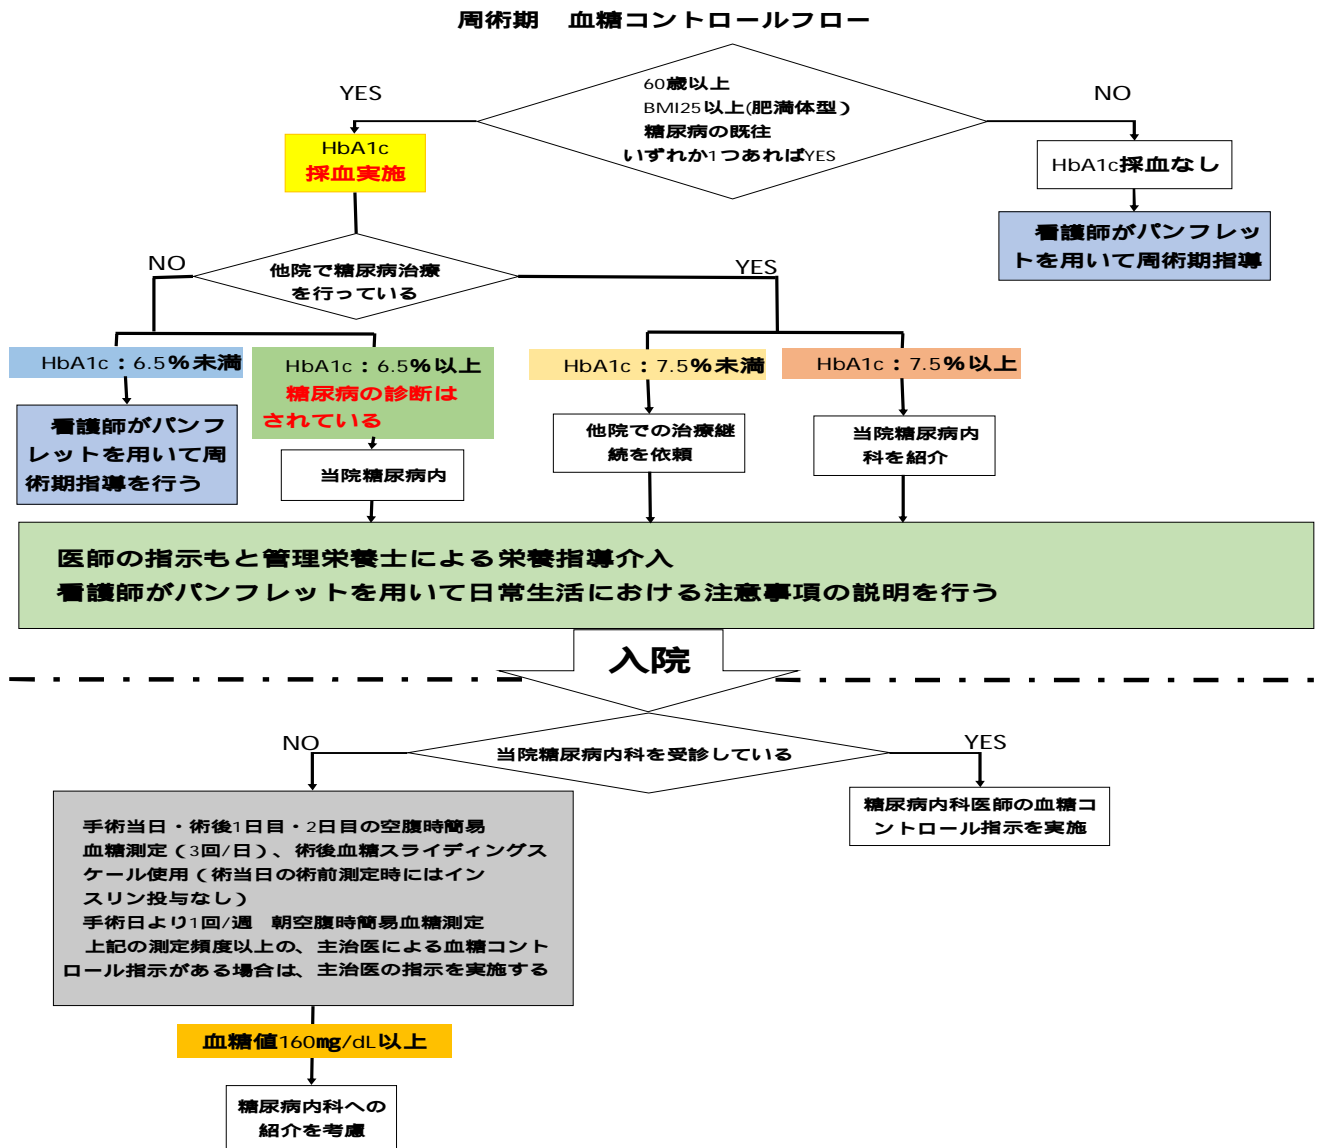 周術期　血糖コントロールフロー
60歳以上
BMI25以上(肥満体型)
糖尿病の既往
いずれか1つあればYES
YES
NO
HbA1c
採血実施
HbA1c採血なし
看護師がパンフレッ
トを用いて周術期指導
他院で糖尿病治療
を行っている
NO
YES
HbA1c：6.5%未満
HbA1c：6.5%以上
糖尿病の診断は
されている
HbA1c：7.5%未満
HbA1c：7.5%以上
看護師がパンフ
レットを用いて周
術期指導を行う
当院糖尿病内
他院での治療継
続を依頼
当院糖尿病内
科を紹介
医師の指示もと管理栄養士による栄養指導介入
看護師がパンフレットを用いて日常生活における注意事項の説明を行う
入院
当院糖尿病内科を受診している
NO
YES
手術当日・術後1日目・2日目の空腹時簡易
血糖測定（3回/日）、術後血糖スライディングス
ケール使用（術当日の術前測定時にはイン
スリン投与なし）
手術日より1回/週　朝空腹時簡易血糖測定
上記の測定頻度以上の、主治医による血糖コント
ロール指示がある場合は、主治医の指示を実施する
糖尿病内科医師の血糖コ
ントロール指示を実施
血糖値160mg/dL以上
糖尿病内科への
紹介を考慮